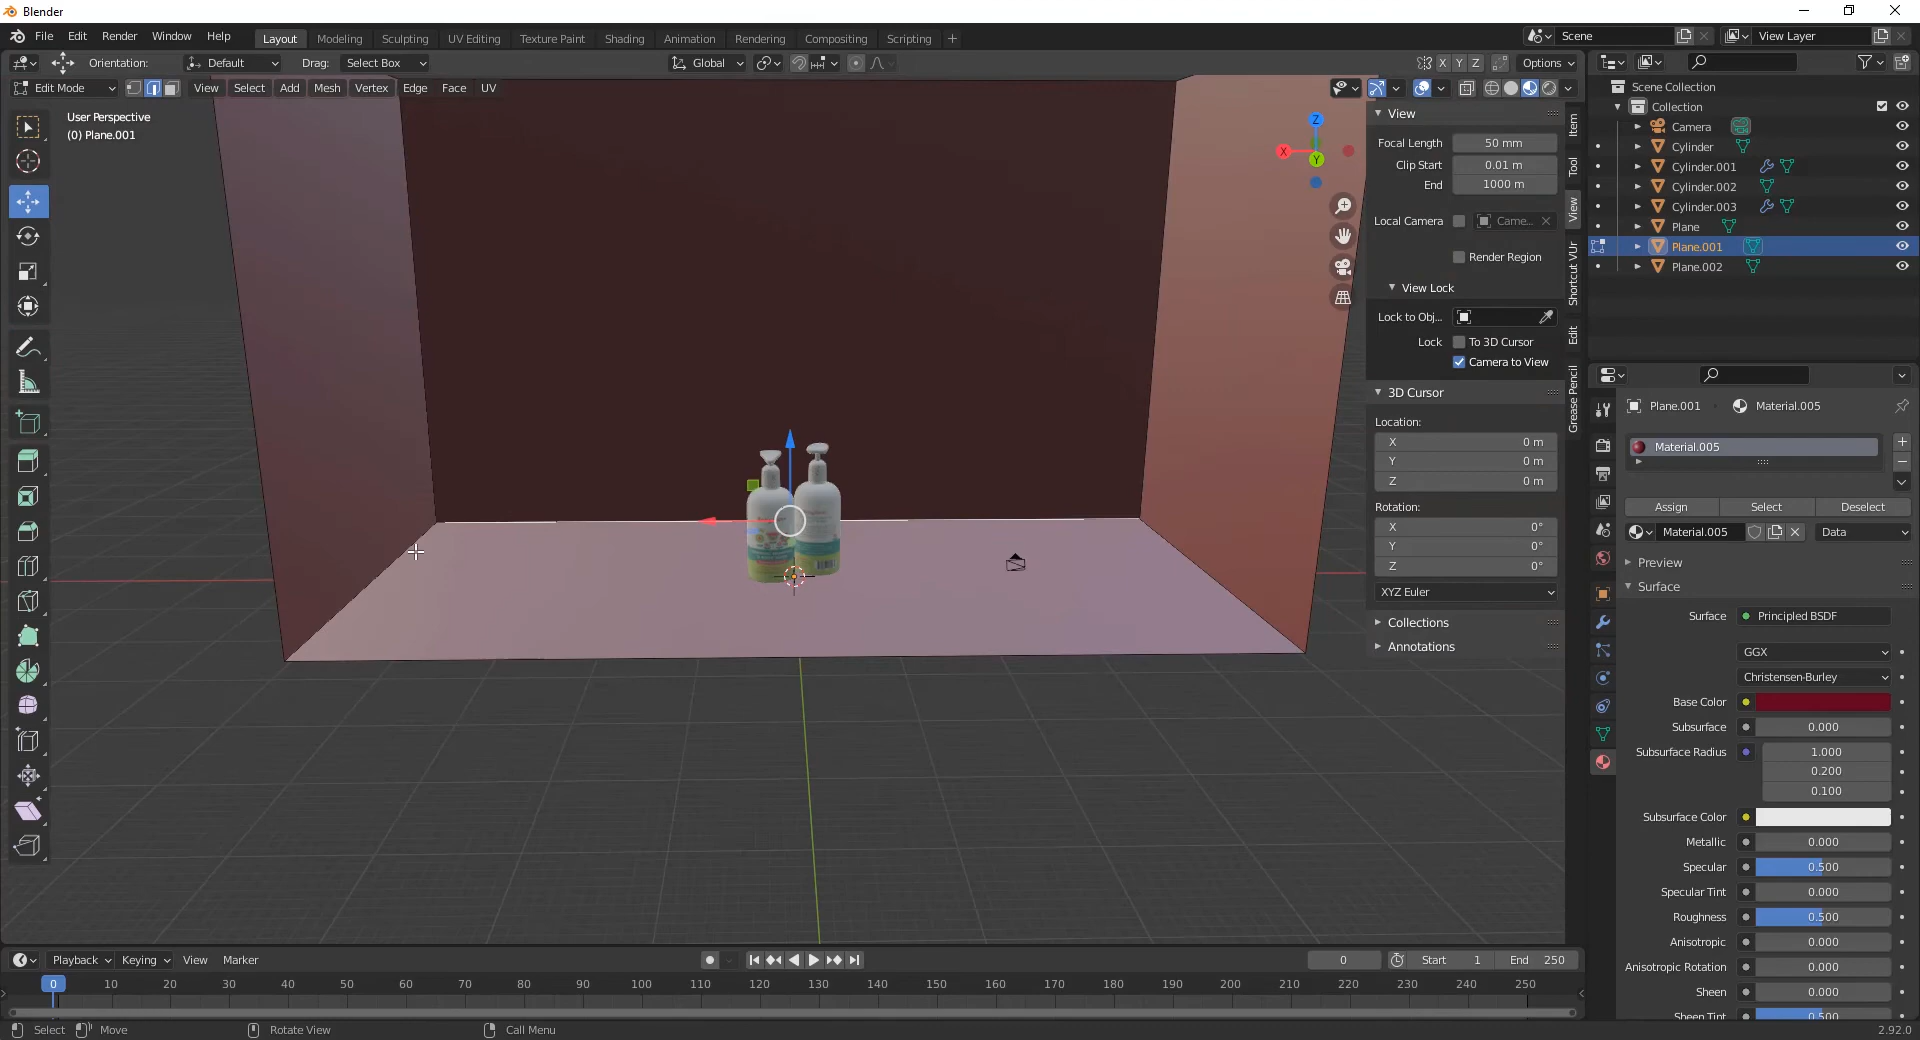 Blender
File Edit Render Window Help Layout Modeling Sculpting UV Editing Texture Paint Shading Animation Rendering Compositing Scripting + Scene View Layer
Orientation: Default Drag: Select Box Global X Y Z Options
Edit Mode View Select Add Mesh Vertex Edge Face UV
User Perspective
(0) Plane.001
Z
X
Y
View
Focal Length 50 mm
Clip Start 0.01 m
End 1000 m
Local Camera Came...
Render Region
View Lock
Lock to Obj...
Lock To 3D Cursor
Camera to View
3D Cursor
Location:
X 0 m
Y 0 m
Z 0 m
Rotation:
X 0°
Y 0°
Z 0°
XYZ Euler
Collections
Annotations
Item
Tool
View
Shortcut VUr
Edit
Grease Pencil
Scene Collection
Collection
Camera
Cylinder
Cylinder.001
Cylinder.002
Cylinder.003
Plane
Plane.001
Plane.002
Plane.001 Material.005
Material.005
Assign Select Deselect
Material.005 Data
Preview
Surface
Surface Principled BSDF
GGX
Christensen-Burley
Base Color
Subsurface 0.000
Subsurface Radius 1.000
0.200
0.100
Subsurface Color
Metallic 0.000
Specular 0.500
Specular Tint 0.000
Roughness 0.500
Anisotropic 0.000
Anisotropic Rotation 0.000
Sheen 0.000
Sheen Tint 0.500
Playback Keying View Marker 0 Start 1 End 250
0 10 20 30 40 50 60 70 80 90 100 110 120 130 140 150 160 170 180 190 200 210 220 230 240 250
Select Move Rotate View Call Menu 2.92.0